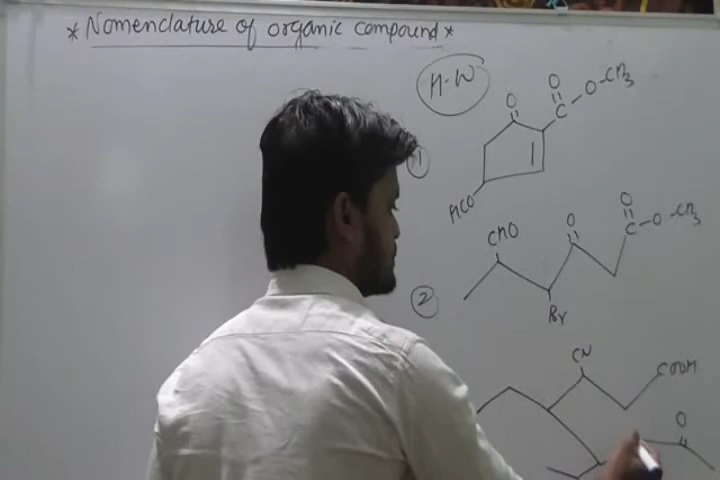 * Nomenclature of organic compound *
H-W
1
O
O
C
O
CH3
HCO
2
CHO
O
O
C-O-CH3
Br
CN
COOH
O